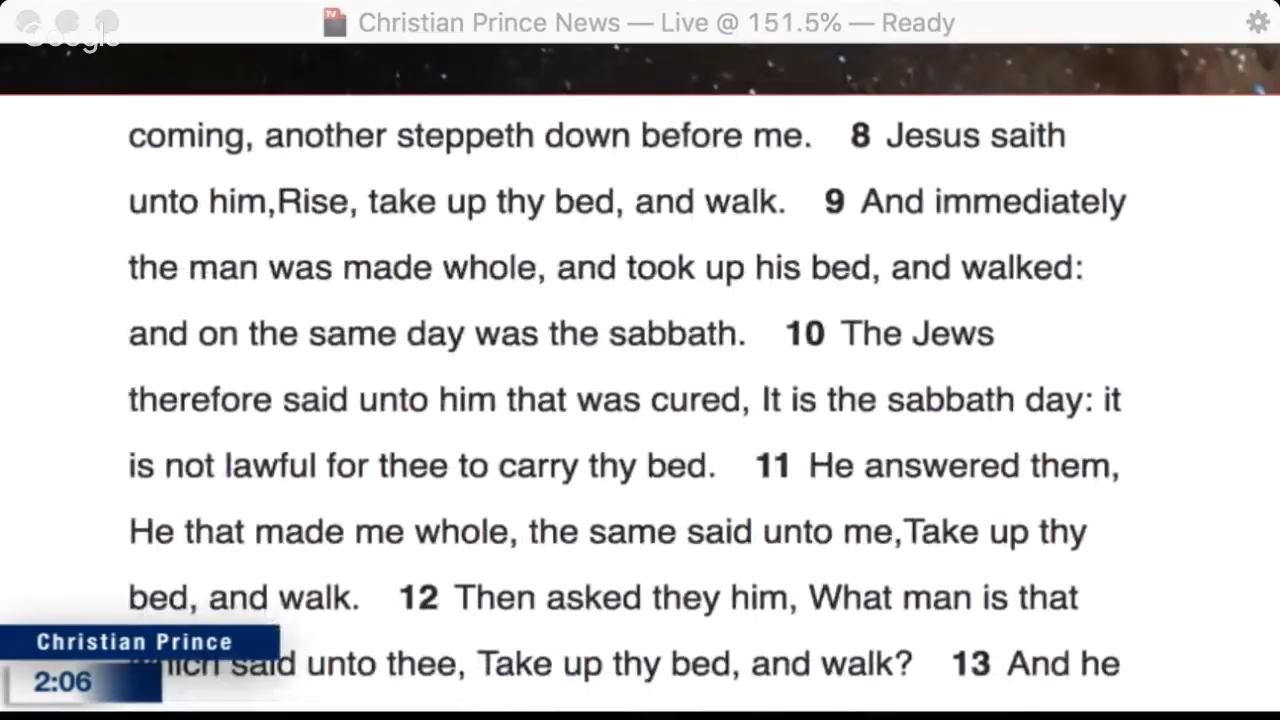 Christian Prince News — Live @ 151.5% — Ready
Google
coming, another steppeth down before me. 8 Jesus saith
unto him,Rise, take up thy bed, and walk. 9 And immediately
the man was made whole, and took up his bed, and walked:
and on the same day was the sabbath. 10 The Jews
therefore said unto him that was cured, It is the sabbath day: it
is not lawful for thee to carry thy bed. 11 He answered them,
He that made me whole, the same said unto me,Take up thy
bed, and walk. 12 Then asked they him, What man is that
which said unto thee, Take up thy bed, and walk? 13 And he
Christian Prince
2:06